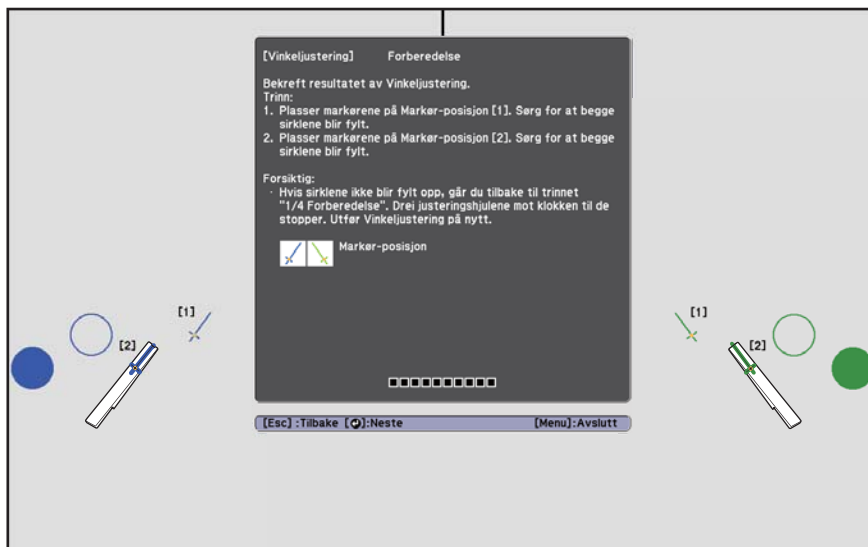 [Vinkeljustering] Forberedelse
Bekreft resultatet av Vinkeljustering.
Trinn:
1. Plasser markørene på Markør-posisjon [1]. Sørg for at begge
sirklene blir fylt.
2. Plasser markørene på Markør-posisjon [2]. Sørg for at begge
sirklene blir fylt.
Forsiktig:
· Hvis sirklene ikke blir fylt opp, går du tilbake til trinnet
"1/4 Forberedelse". Drei justeringshjulene mot klokken til de
stopper. Utfør Vinkeljustering på nytt.
Markør-posisjon
[1]
[2]
[1]
[2]
[Esc] :Tilbake [↵]:Neste [Menu]:Avslutt